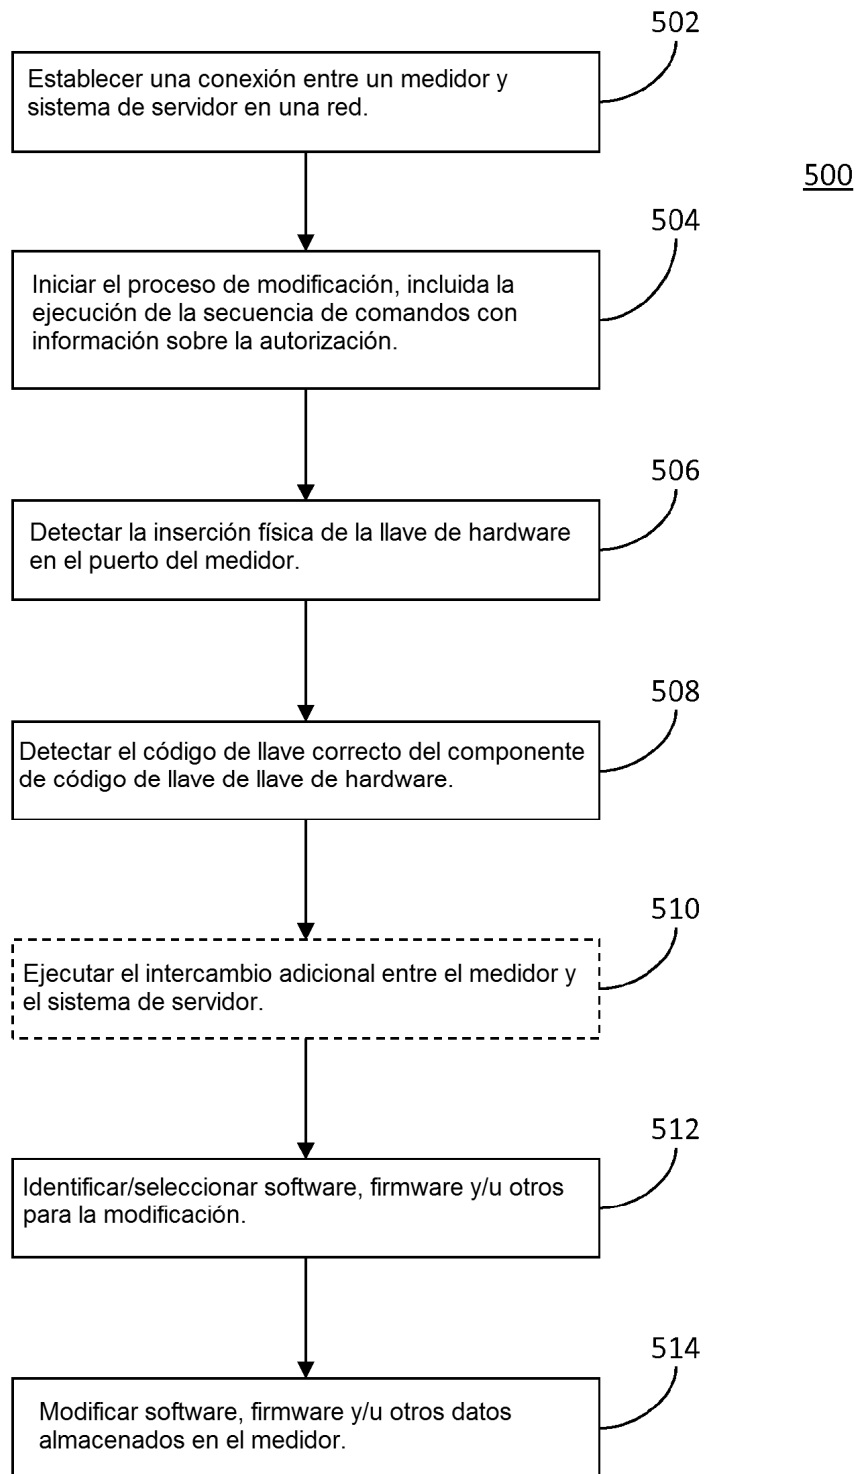 502
Establecer una conexión entre un medidor y
sistema de servidor en una red.
500
504
Iniciar el proceso de modificación, incluida la
ejecución de la secuencia de comandos con
información sobre la autorización.
506
Detectar la inserción física de la llave de hardware
en el puerto del medidor.
508
Detectar el código de llave correcto del componente
de código de llave de llave de hardware.
510
Ejecutar el intercambio adicional entre el medidor y
el sistema de servidor.
512
Identificar/seleccionar software, firmware y/u otros
para la modificación.
514
Modificar software, firmware y/u otros datos
almacenados en el medidor.